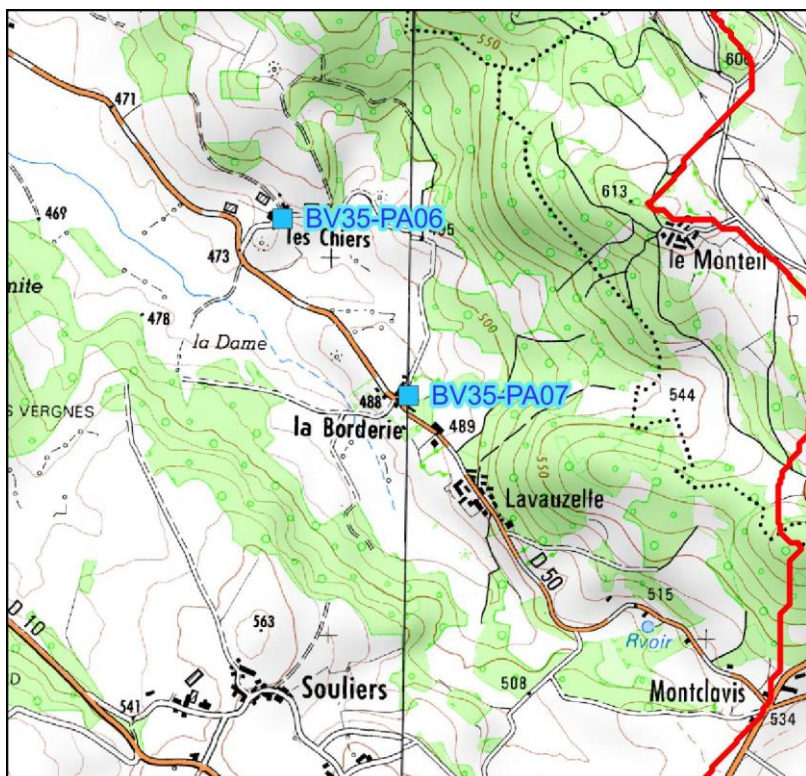 550
606
471
613
469
BV35-PA06
les Chiers
473
le Monteil
478
la Dame
500
544
488
BV35-PA07
S VERGNES
la Borderie
489
550
Lavauzelle
D 50
515
563
Rvoir
D 10
Souliers
508
Montclavis
541
534